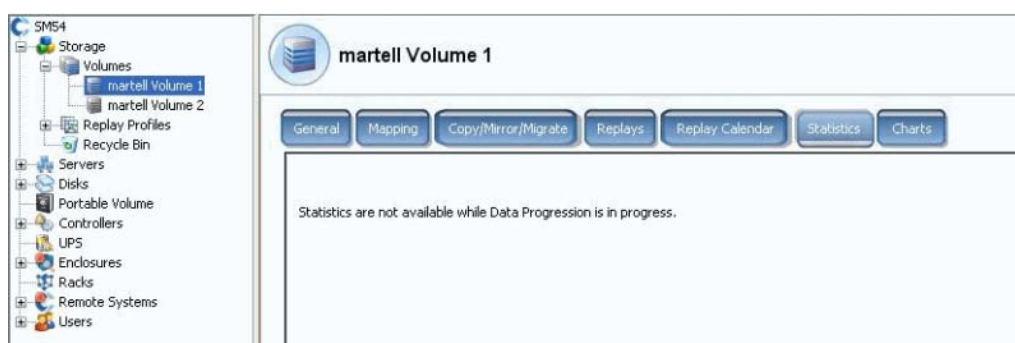 SM54
Storage
Volumes
martell Volume 1
martell Volume 2
Replay Profiles
Recycle Bin
Servers
Disks
Portable Volume
Controllers
UPS
Enclosures
Racks
Remote Systems
Users
martell Volume 1
General Mapping Copy/Mirror/Migrate Replays Replay Calendar Statistics Charts
Statistics are not available while Data Progression is in progress.